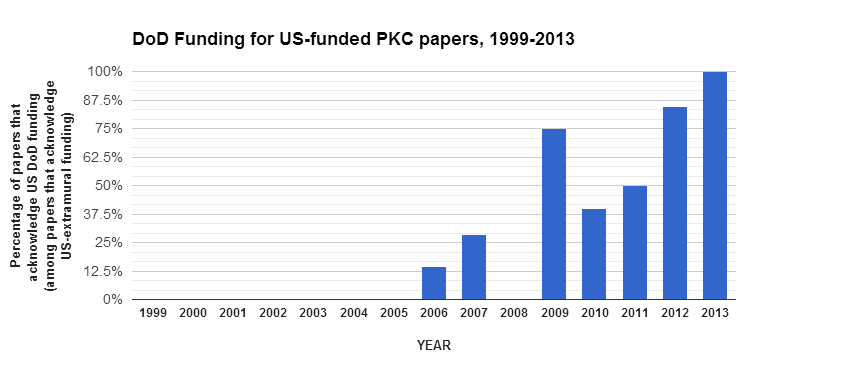 DoD Funding for US-funded PKC papers, 1999-2013
Percentage of papers that
acknowledge US DoD funding
(among papers that acknowledge
US-extramural funding)
100%
87.5%
75%
62.5%
50%
37.5%
25%
12.5%
0%
1999 2000 2001 2002 2003 2004 2005 2006 2007 2008 2009 2010 2011 2012 2013
YEAR